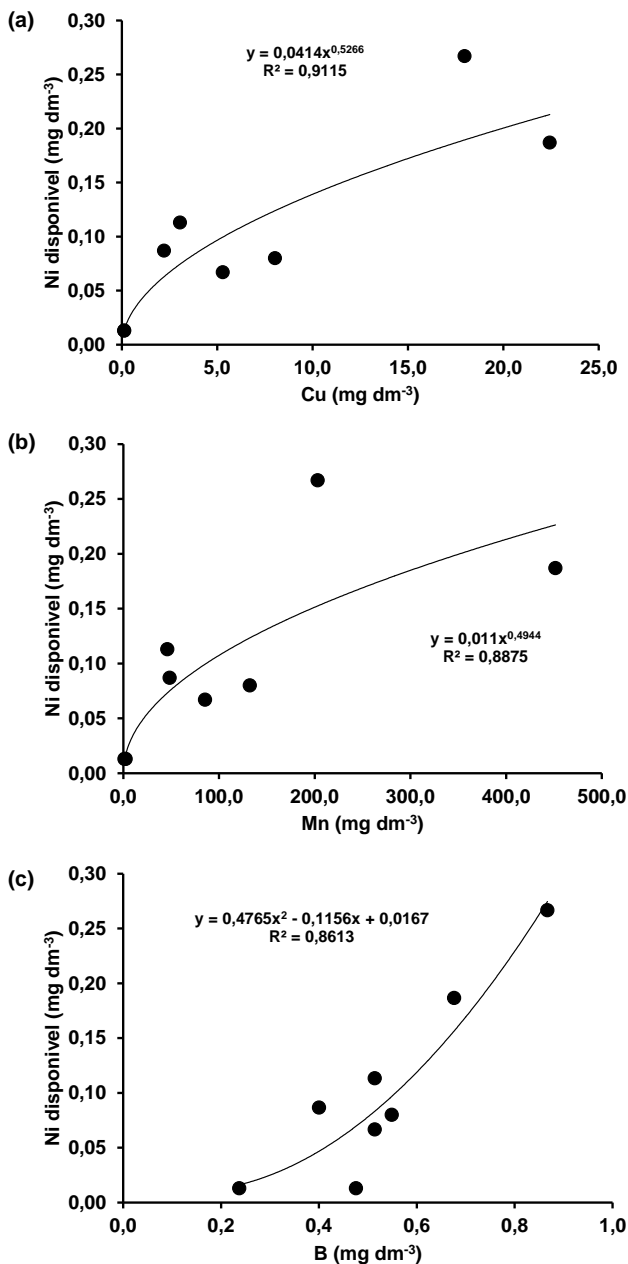 (a)
0,30
0,25
0,20
0,15
0,10
0,05
0,00
Ni disponivel (mg dm-3)
y = 0,0414x0,5266
R² = 0,9115
0,0 5,0 10,0 15,0 20,0 25,0
Cu (mg dm-3)
(b)
0,30
0,25
0,20
0,15
0,10
0,05
0,00
Ni disponivel (mg dm-3)
y = 0,011x0,4944
R² = 0,8875
0,0 100,0 200,0 300,0 400,0 500,0
Mn (mg dm-3)
(c)
0,30
0,25
0,20
0,15
0,10
0,05
0,00
Ni disponivel (mg dm-3)
y = 0,4765x² - 0,1156x + 0,0167
R² = 0,8613
0,0 0,2 0,4 0,6 0,8 1,0
B (mg dm-3)